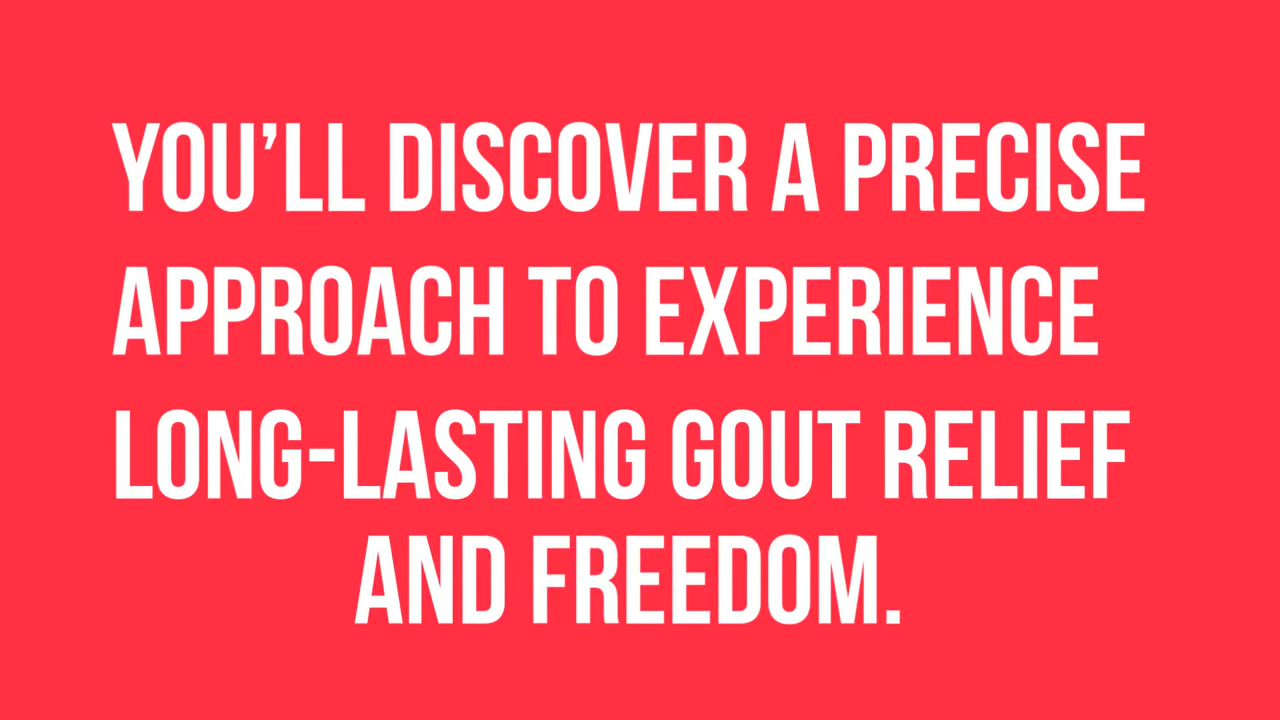 YOU’LL DISCOVER A PRECISE
APPROACH TO EXPERIENCE
LONG-LASTING GOUT RELIEF
AND FREEDOM.